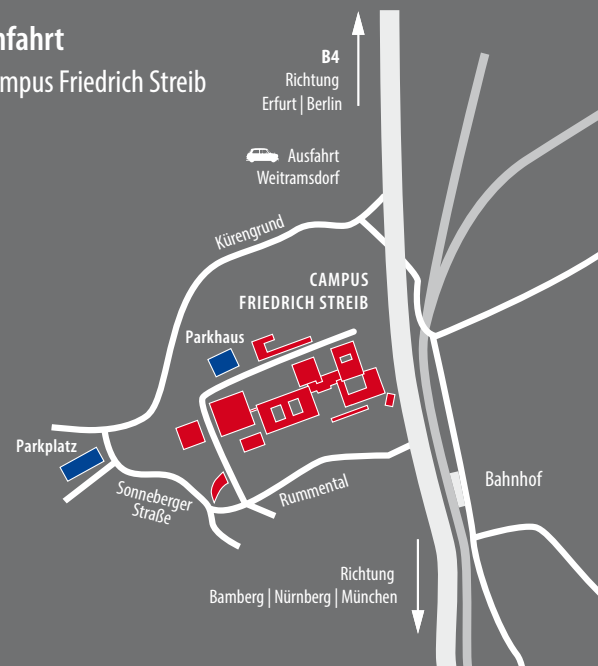 nfahrt
mpus Friedrich Streib
B4
Richtung
Erfurt | Berlin
Ausfahrt
Weitramsdorf
Kürengrund
CAMPUS
FRIEDRICH STREIB
Parkhaus
Parkplatz
Sonneberger
Straße
Rummental
Bahnhof
Richtung
Bamberg | Nürnberg | München